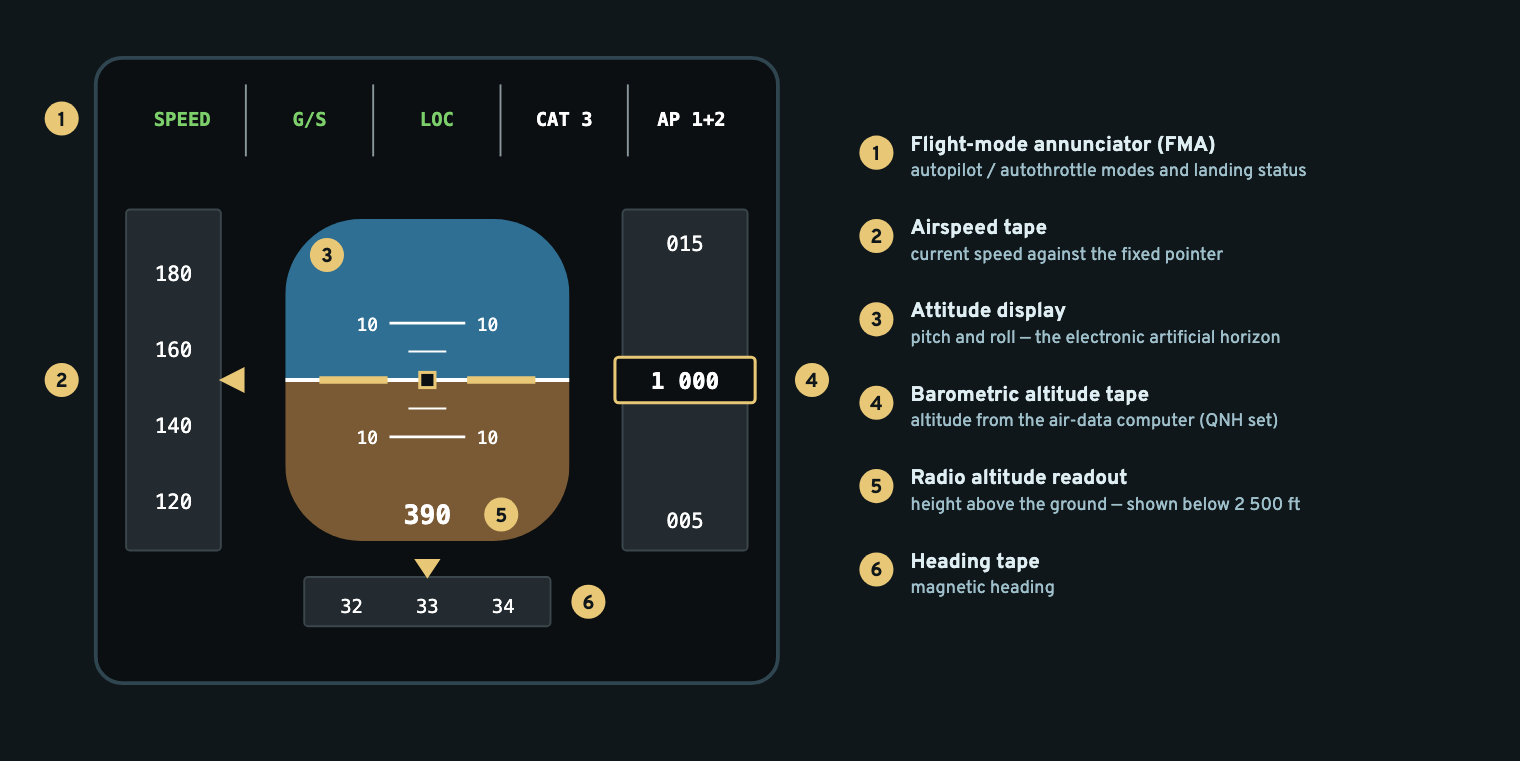 1 SPEED G/S LOC CAT 3 AP 1+2
180
160
2
140
120
3
10 10
10 10
390 5
015
1 000 4
005
32 33 34 6
1 Flight-mode annunciator (FMA)
autopilot / autothrottle modes and landing status
2 Airspeed tape
current speed against the fixed pointer
3 Attitude display
pitch and roll — the electronic artificial horizon
4 Barometric altitude tape
altitude from the air-data computer (QNH set)
5 Radio altitude readout
height above the ground — shown below 2 500 ft
6 Heading tape
magnetic heading